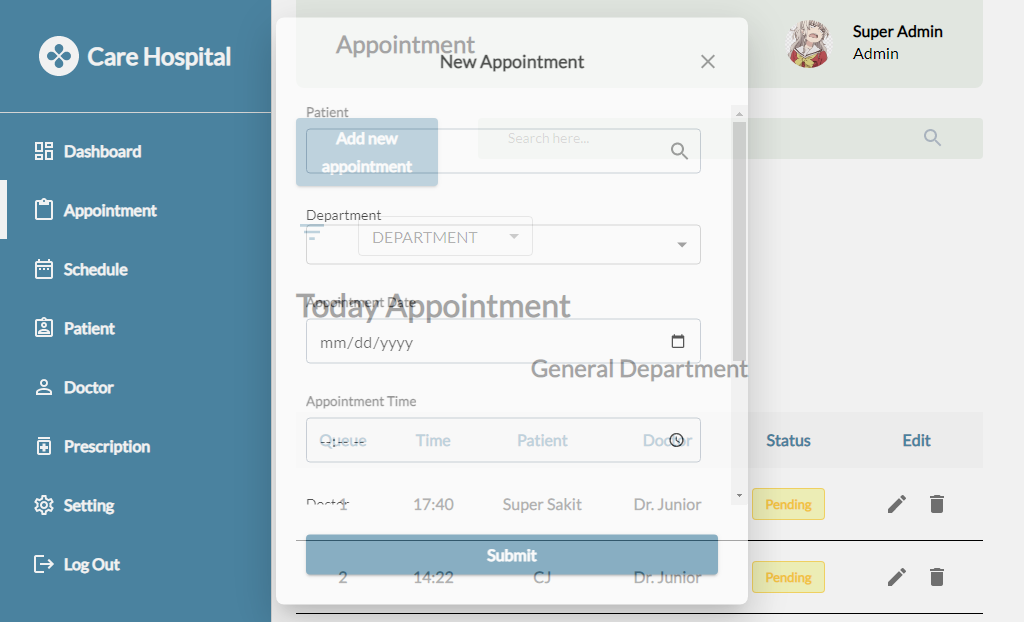 Care Hospital
Dashboard
Appointment
Schedule
Patient
Doctor
Prescription
Setting
Log Out
Appointment
Super Admin
Admin
New Appointment
Patient
Add new
appointment
Search here...
Department
DEPARTMENT
Appointment Date
Today Appointment
mm/dd/yyyy
General Department
Appointment Time
--:-- --
Queue Time Patient Doctor Status Edit
Doctor
1 17:40 Super Sakit Dr. Junior Pending
Submit
2 14:22 CJ Dr. Junior Pending